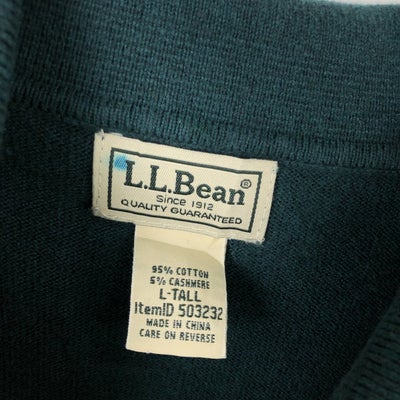 L.L.Bean®
Since 1912
QUALITY GUARANTEED
95% COTTON
5% CASHMERE
L-TALL
ItemID 503232
MADE IN CHINA
CARE ON REVERSE